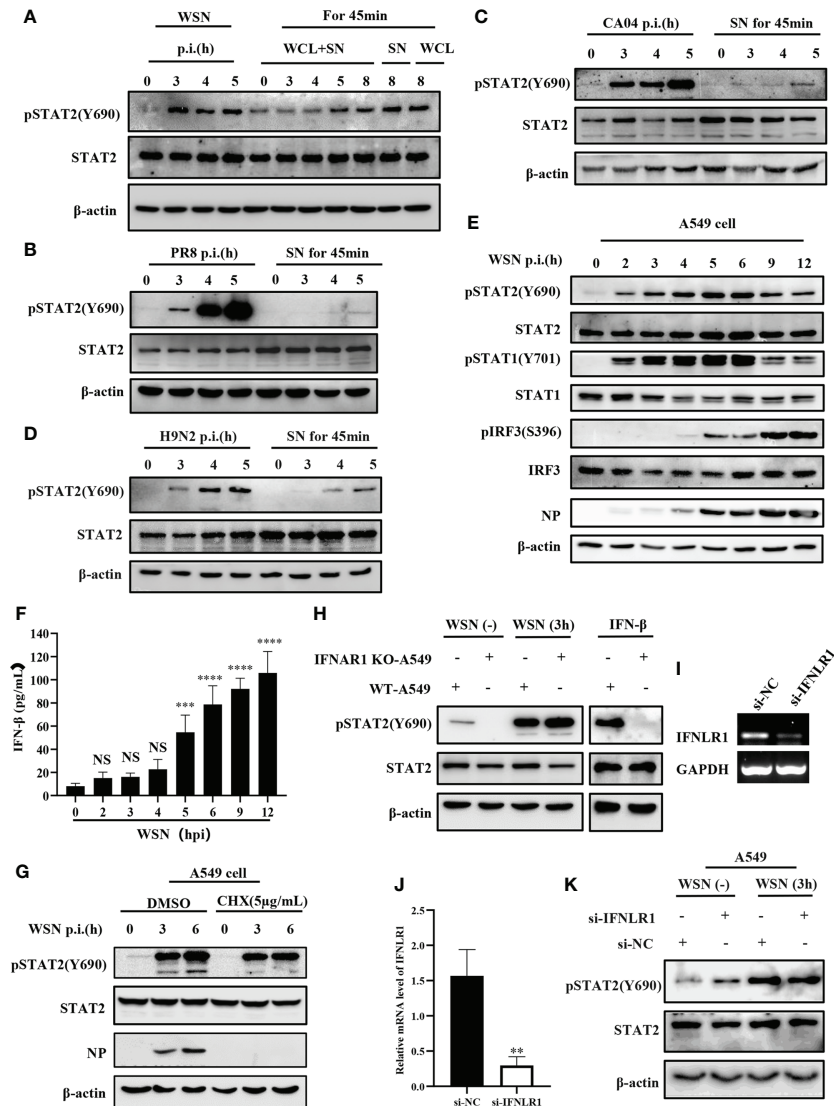 A
WSN
For 45min
p.i.(h)
WCL+SN
SN
WCL
0 3 4 5 0 3 4 5 8 8 8
pSTAT2(Y690)
STAT2
β-actin
B
PR8 p.i.(h)
SN for 45min
0 3 4 5 0 3 4 5
pSTAT2(Y690)
STAT2
β-actin
D
H9N2 p.i.(h)
SN for 45min
0 3 4 5 0 3 4 5
pSTAT2(Y690)
STAT2
β-actin
C
CA04 p.i.(h)
SN for 45min
0 3 4 5 0 3 4 5
pSTAT2(Y690)
STAT2
β-actin
E
A549 cell
WSN p.i.(h) 0 2 3 4 5 6 9 12
pSTAT2(Y690)
STAT2
pSTAT1(Y701)
STAT1
pIRF3(S396)
IRF3
NP
β-actin
F
IFN-β (pg/mL)
140
120
100
80
60
40
20
0
NS NS NS *** **** **** ****
0 2 3 4 5 6 9 12
WSN (hpi)
H
WSN (-) WSN (3h) IFN-β
IFNAR1 KO-A549 - + - + - +
WT-A549 + - + - + -
pSTAT2(Y690)
STAT2
β-actin
I
si-NC
si-IFNLR1
IFNLR1
GAPDH
G
A549 cell
DMSO
CHX(5μg/mL)
WSN p.i.(h) 0 3 6 0 3 6
pSTAT2(Y690)
STAT2
NP
β-actin
J
Relative mRNA level of IFNLR1
2.5
2.0
1.5
1.0
0.5
0.0
**
si-NC si-IFNLR1
K
A549
WSN (-) WSN (3h)
si-IFNLR1 - + - +
si-NC + - + -
pSTAT2(Y690)
STAT2
β-actin